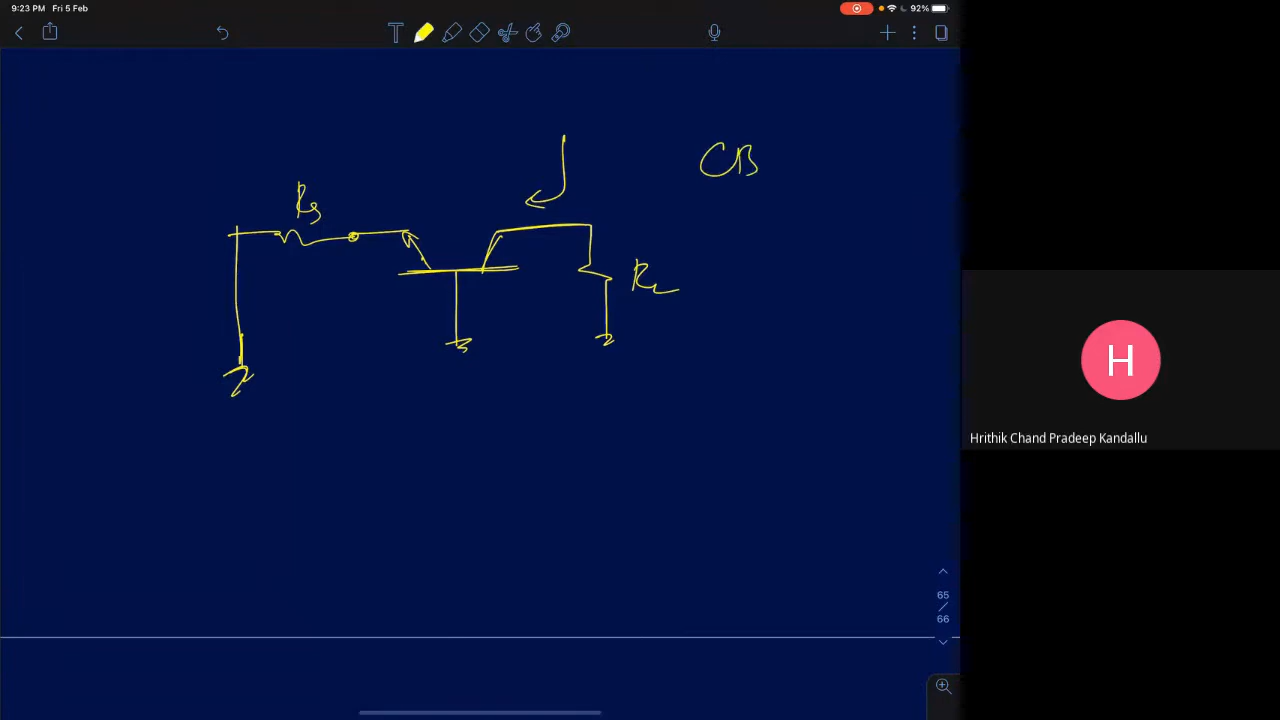 9:23 PM Fri 5 Feb
92%
T
CB
Rs
RL
H
Hrithik Chand Pradeep Kandallu
65
/
66